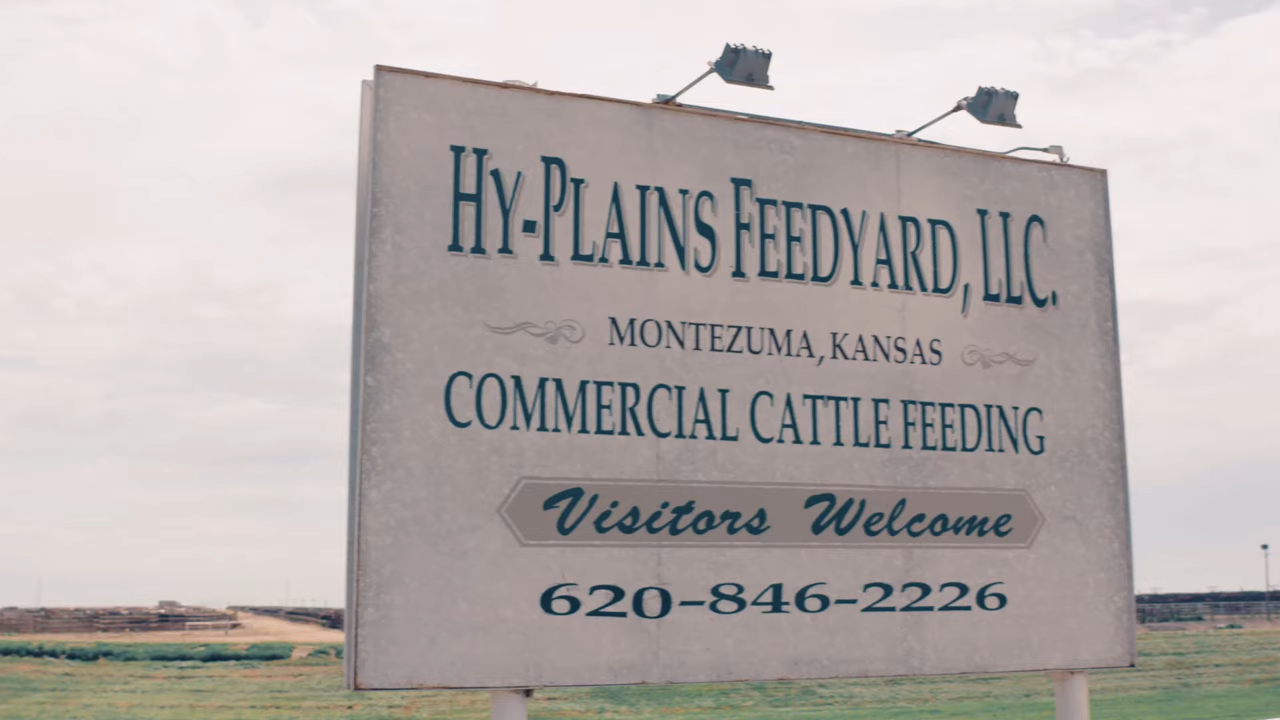 HY-PLAINS FEEDYARD, LLC.
MONTEZUMA, KANSAS
COMMERCIAL CATTLE FEEDING
Visitors Welcome
620-846-2226